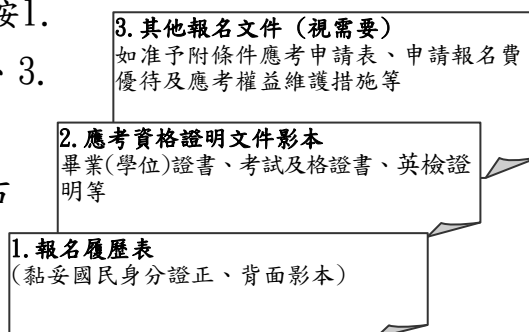 按1.
、3.
3.其他報名文件（視需要）
如准予附條件應考申請表、申請報名費
優待及應考權益維護措施等
2.應考資格證明文件影本
畢業(學位)證書、考試及格證書、英檢證
明等
1.報名履歷表
(黏妥國民身分證正、背面影本)